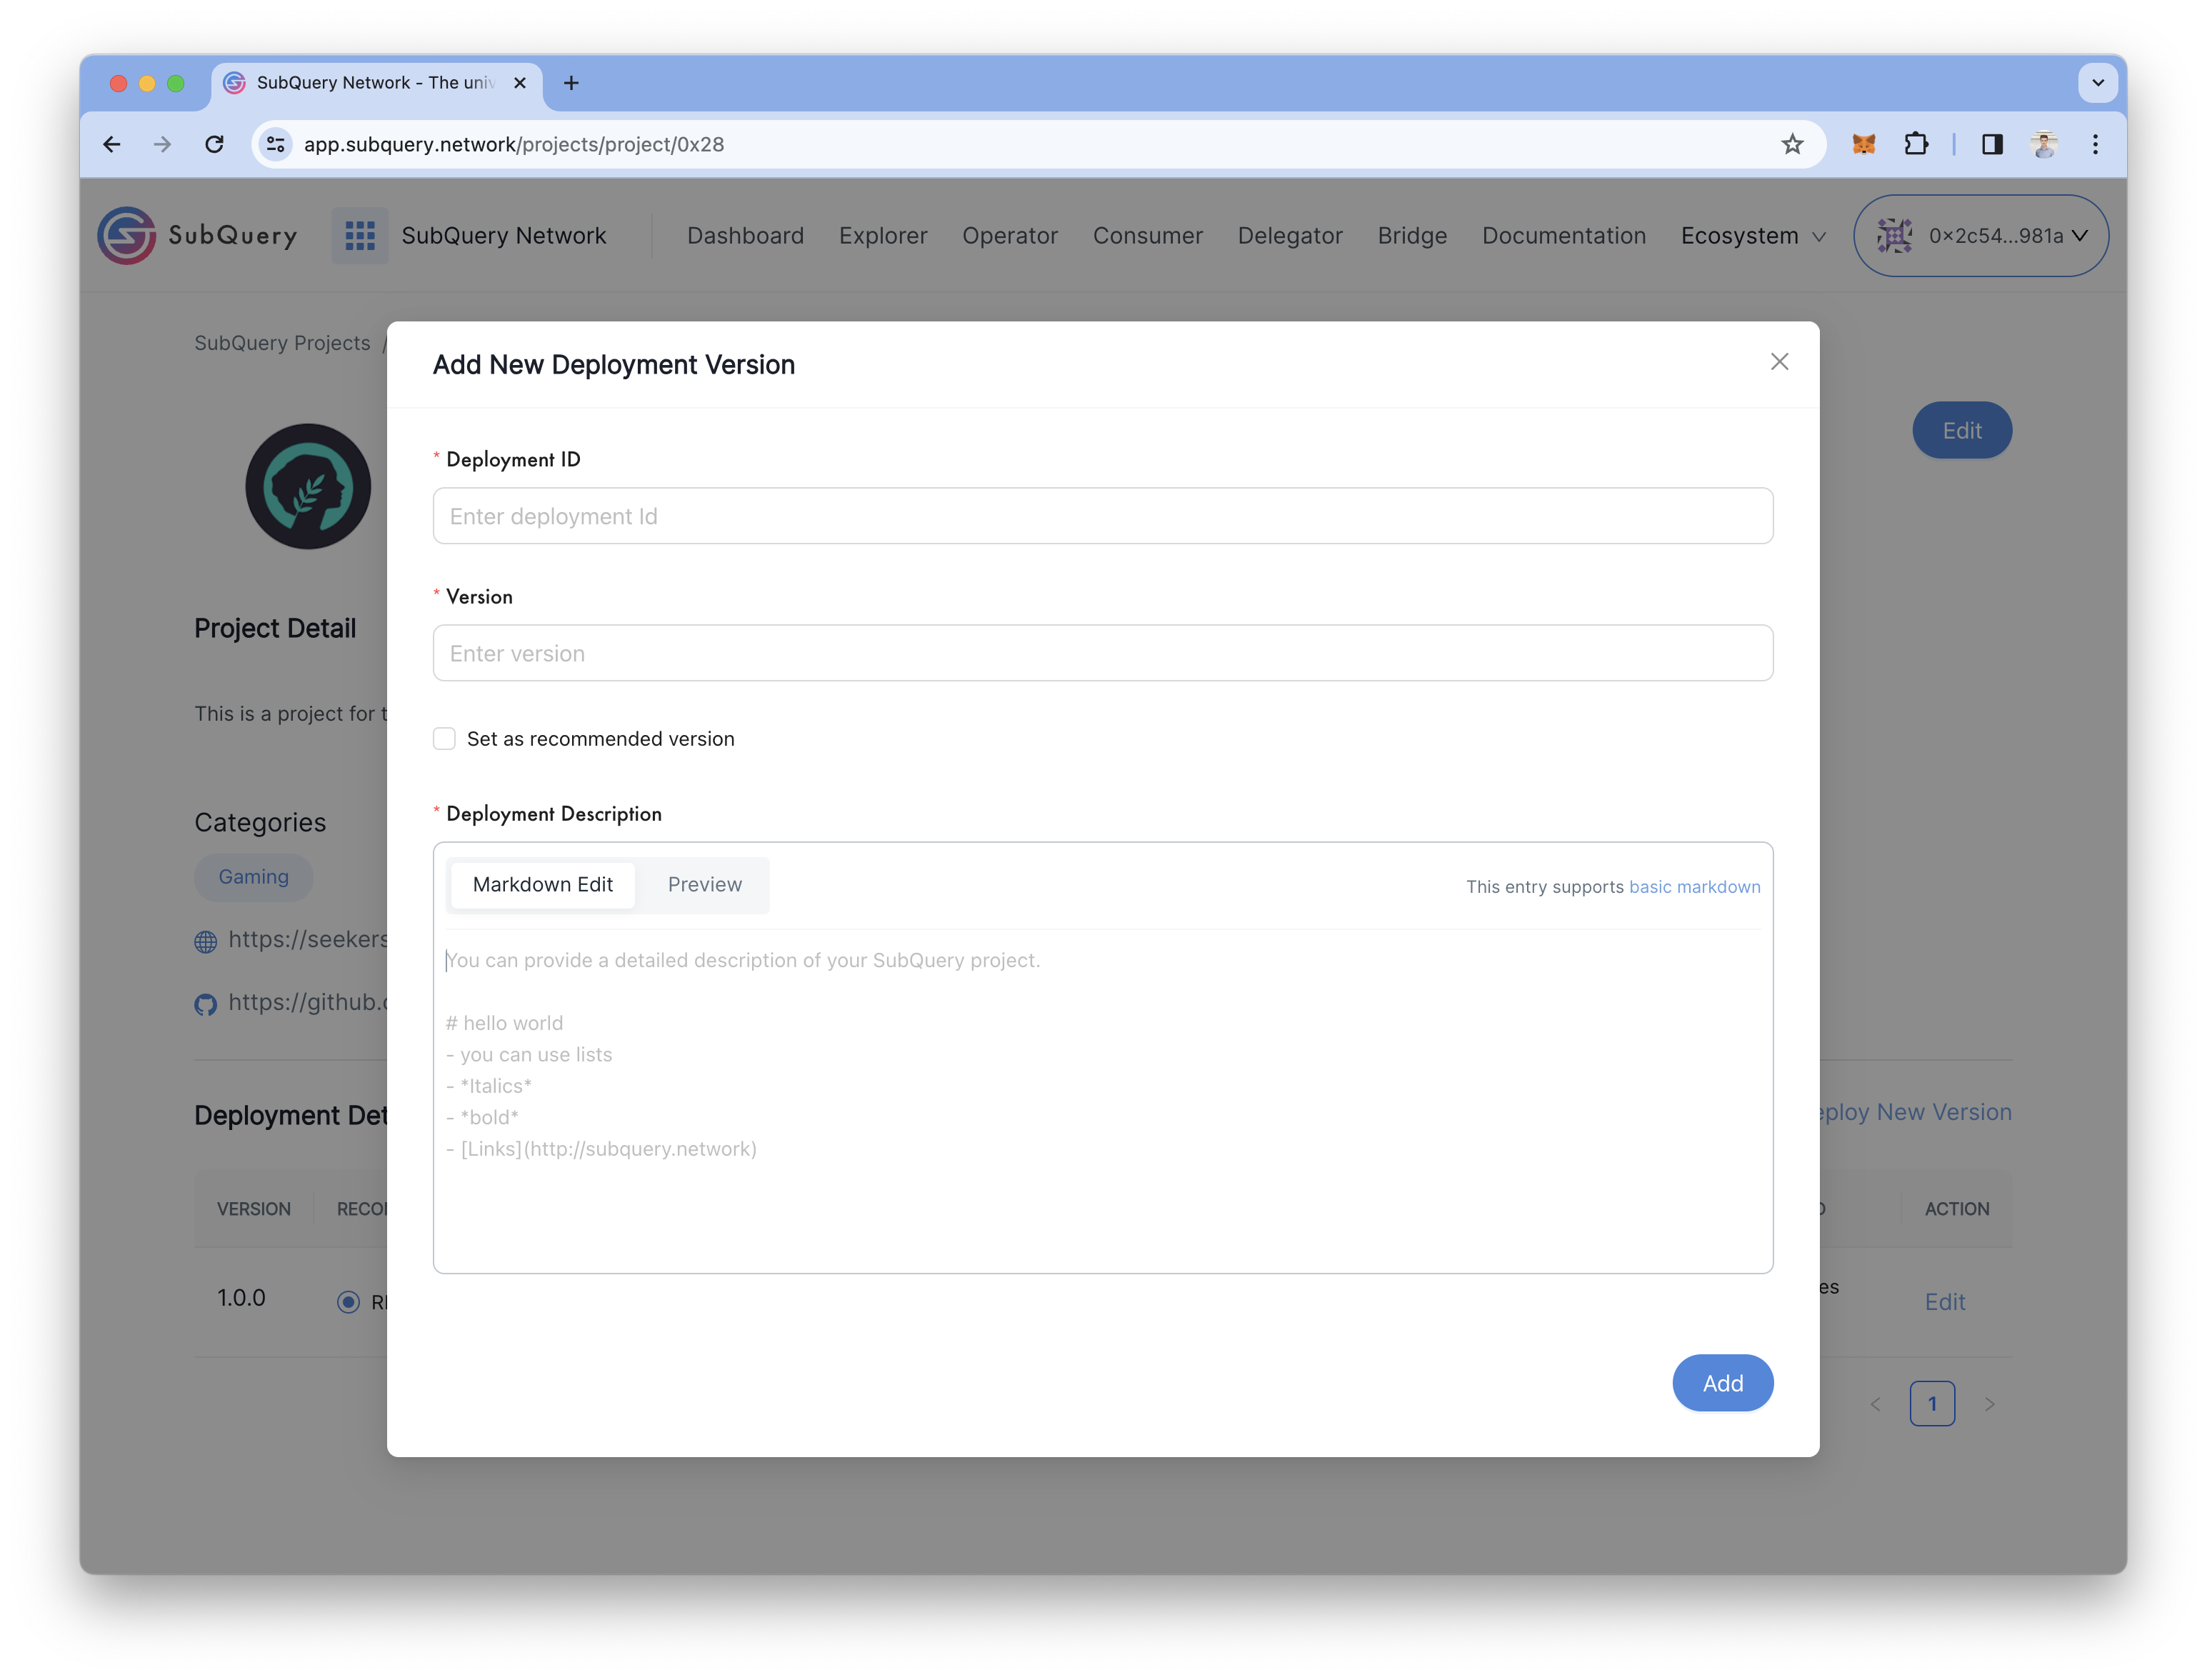 SubQuery Network - The univ
app.subquery.network/projects/project/0x28
SubQuery SubQuery Network Dashboard Explorer Operator Consumer Delegator Bridge Documentation Ecosystem 0x2c54...981a
SubQuery Projects /
Add New Deployment Version
Edit
* Deployment ID
Enter deployment Id
* Version
Enter version
Project Detail
This is a project for
Set as recommended version
* Deployment Description
Categories
Gaming
Markdown Edit Preview This entry supports basic markdown
https://seekers
You can provide a detailed description of your SubQuery project.
https://github.
# hello world
- you can use lists
- *Italics*
- *bold*
- [Links](http://subquery.network)
Deployment Det
eploy New Version
VERSION RECO ACTION
1.0.0 Edit
Add
1